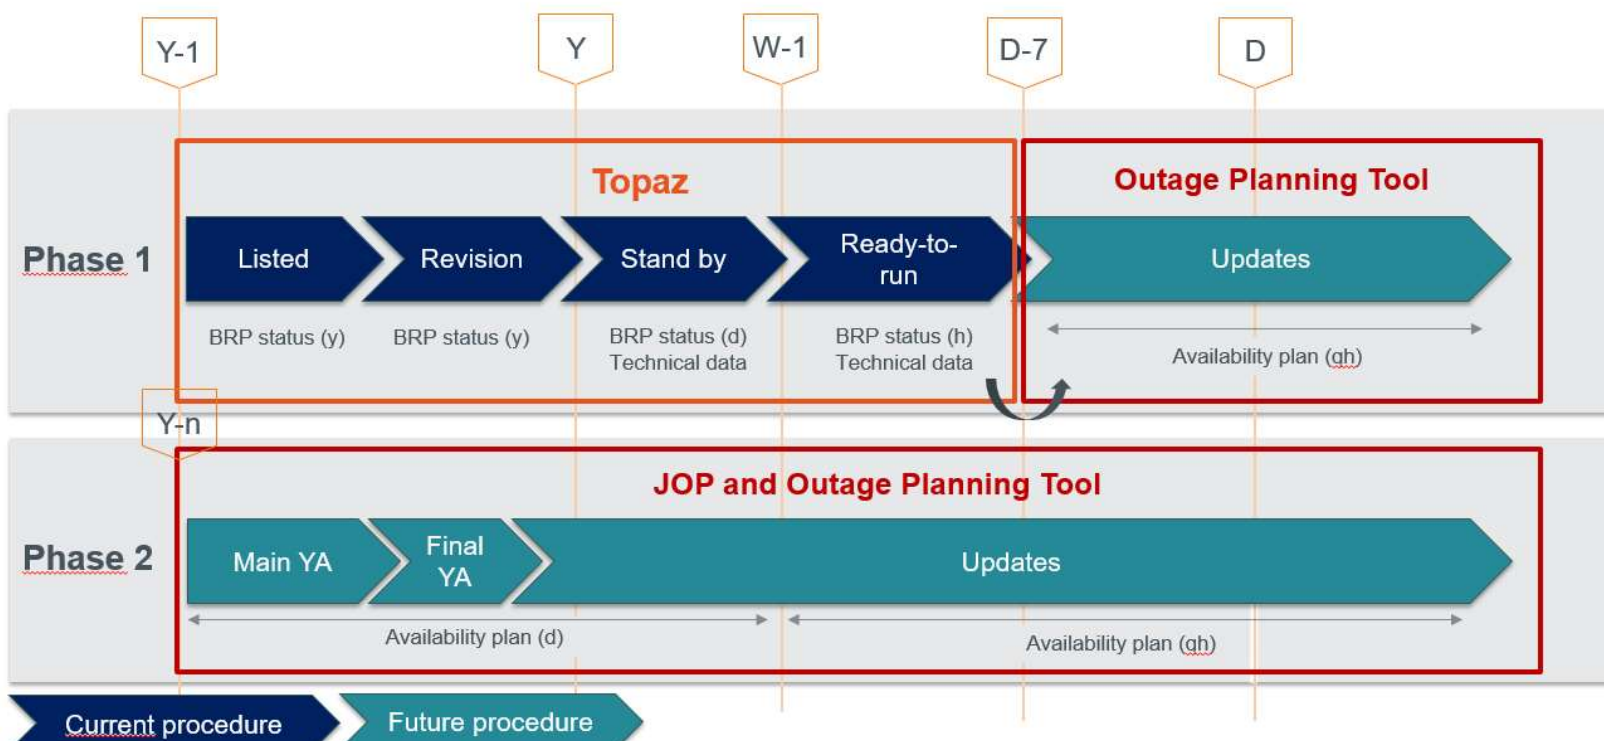 Y-1
Y
W-1
D-7
D
Topaz
Outage Planning Tool
Phase 1
Listed
Revision
Stand by
Ready-to-
run
Updates
BRP status (y)
BRP status (y)
BRP status (d)
Technical data
BRP status (h)
Technical data
Availability plan (qh)
Y-n
JOP and Outage Planning Tool
Phase 2
Main YA
Final
YA
Updates
Availability plan (d)
Availability plan (qh)
Current procedure
Future procedure